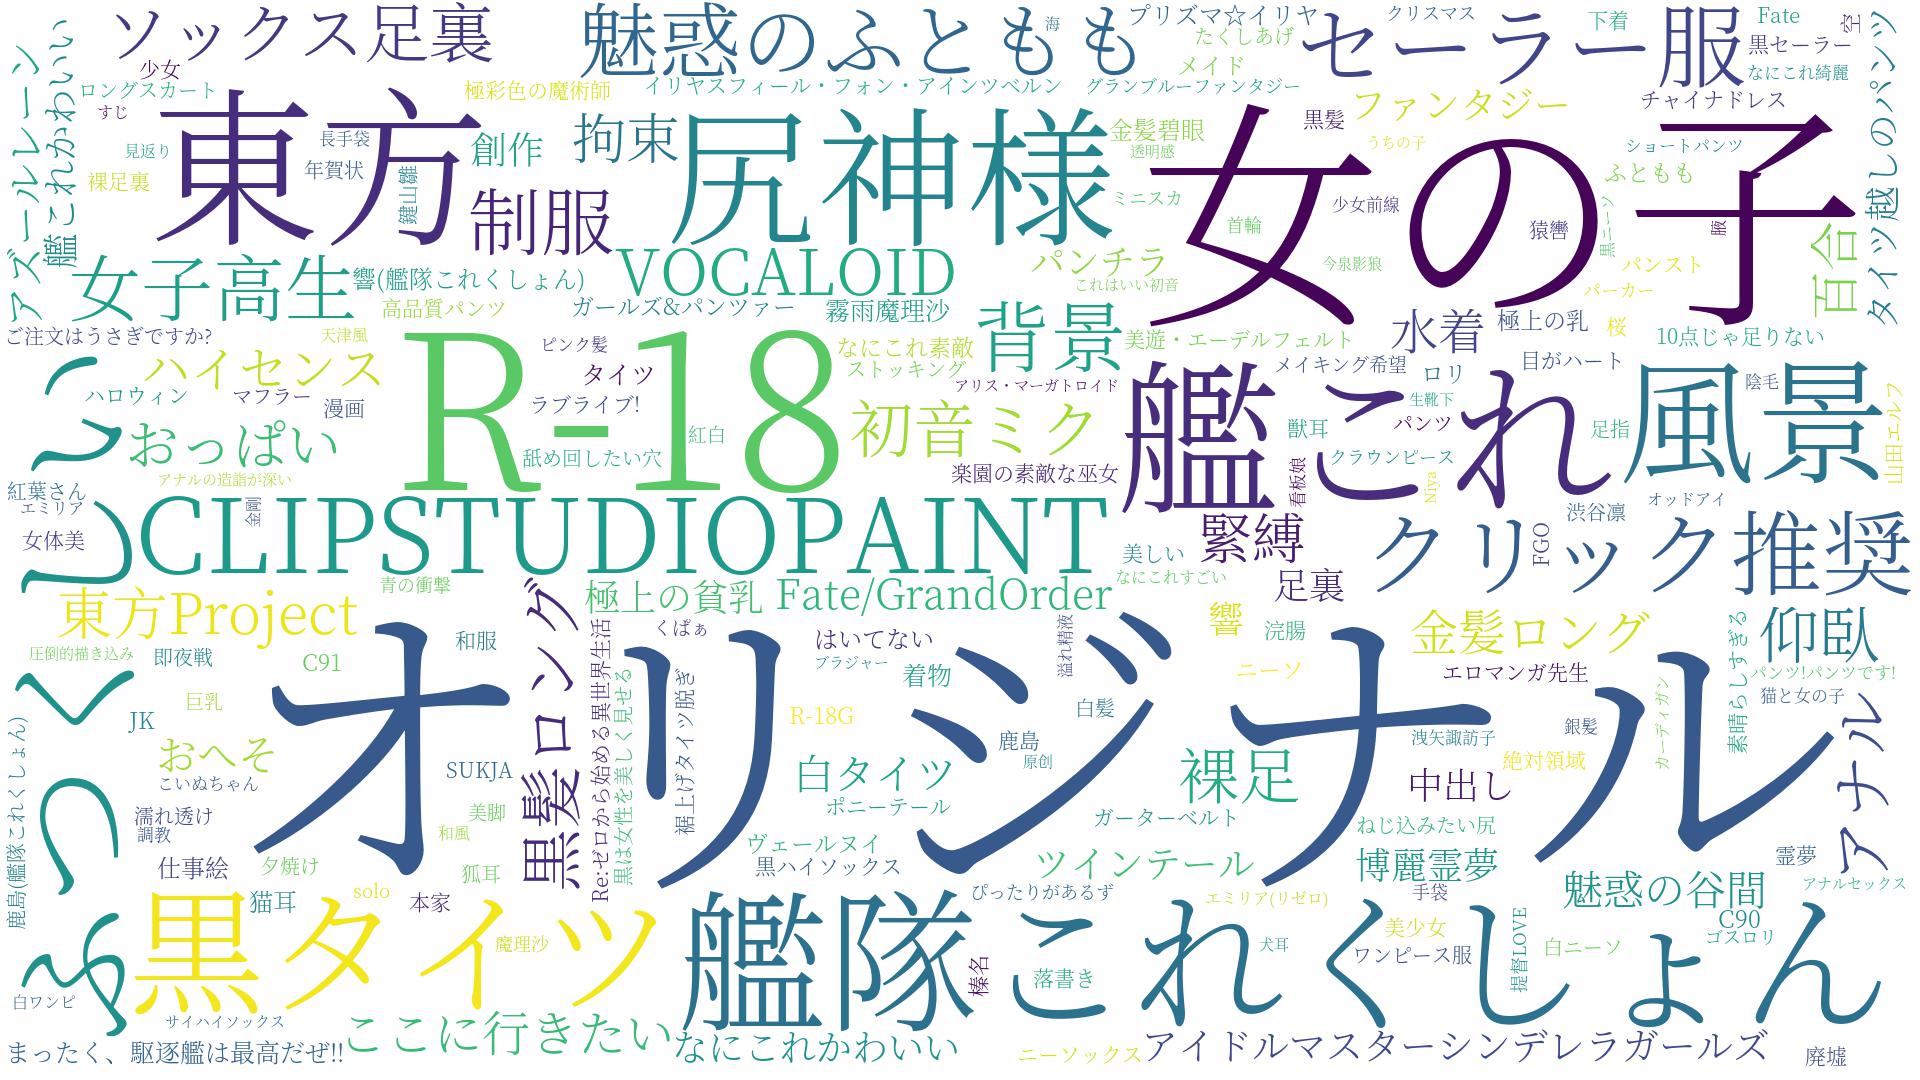 ソックス足裏
魅惑のふともも
海
プリズマ☆イリヤ
クリスマス
下着
Fate
空
たくしあげ
セーラー服
黒セーラー
なにこれ綺麗
タイツ越しのパンツ
アズールレーン
艦これかわいい
少女
ロングスカート
すじ
極彩色の魔術師
イリヤスフィール・フォン・アインツベルン
メイド
グランブルーファンタジー
ファンタジー
チャイナドレス
東方
長手袋
見返り
年賀状
裸足裏
鍵山雛
創作
拘束
制服
尻神様
金髪碧眼
透明感
ミニスカ
黒髪
うちの子
女の子
少女前線
首輪
猿轡
黒ニーソ
腋
ショートパンツ
ふともも
百合
女子高生
響(艦隊これくしょん)
VOCALOID
パンチラ
これはいい初音
今泉影狼
パンスト
パーカー
高品質パンツ
ガールズ&パンツァー
霧雨魔理沙
背景
美遊・エーデルフェルト
水着
極上の乳
桜
10点じゃ足りない
ご注文はうさぎですか?
天津風
ハイセンス
ハロウィン
マフラー
漫画
R-18
ピンク髪
タイツ
ラブライブ!
紅白
舐め回したい穴
なにこれ素敵
ストッキング
アリス・マーガトロイド
初音ミク
楽園の素敵な巫女
メイキング希望
ロリ
目がハート
艦これ
獣耳
生靴下
パンツ
足指
クラウンピース
看板娘
Niya
風景
陰毛
山田エルフ
おっぱい
アナルの造詣が深い
紅葉さん
エミリア
金剛
女体美
CLIPSTUDIOPAINT
緊縛
美しい
なにこれすごい
足裏
クリック推奨
渋谷凛
オッドアイ
FGO
ふつくしい
東方Project
青の衝撃
極上の貧乳
Fate/GrandOrder
圧倒的描き込み
即夜戦
C91
和服
黒髪ロング
Re:ゼロから始める異世界生活
黒は女性を美しく見せる
くぱぁ
裾上げタイツ脱ぎ
はいてない
ブラジャー
着物
溢れ精液
響
浣腸
ニーソ
金髪ロング
エロマンガ先生
仰臥
素晴らしすぎる
パンツ!パンツです!
猫と女の子
オリジナル
巨乳
JK
おへそ
こいぬちゃん
SUKJA
R-18G
白髪
鹿島
原创
白タイツ
ポニーテール
裸足
洩矢諏訪子
銀髪
絶対領域
カーディガン
中出し
アナル
鹿島(艦隊これくしょん)
濡れ透け
調教
美脚
和風
仕事絵
夕焼け
狐耳
ヴェールヌイ
黒ハイソックス
ガーターベルト
ツインテール
ねじ込みたい尻
博麗霊夢
霊夢
アナルセックス
猫耳
solo
本家
ぴったりがあるず
エミリア(リゼロ)
手袋
魅惑の谷間
C90
ゴスロリ
黒タイツ
魔理沙
艦隊これくしょん
榛名
落書き
犬耳
美少女
ワンピース服
提督LOVE
白ニーソ
白ワンピ
サイハイソックス
まったく、駆逐艦は最高だぜ!!
ここに行きたい
なにこれかわいい
ニーソックス
アイドルマスターシンデレラガールズ
廃墟